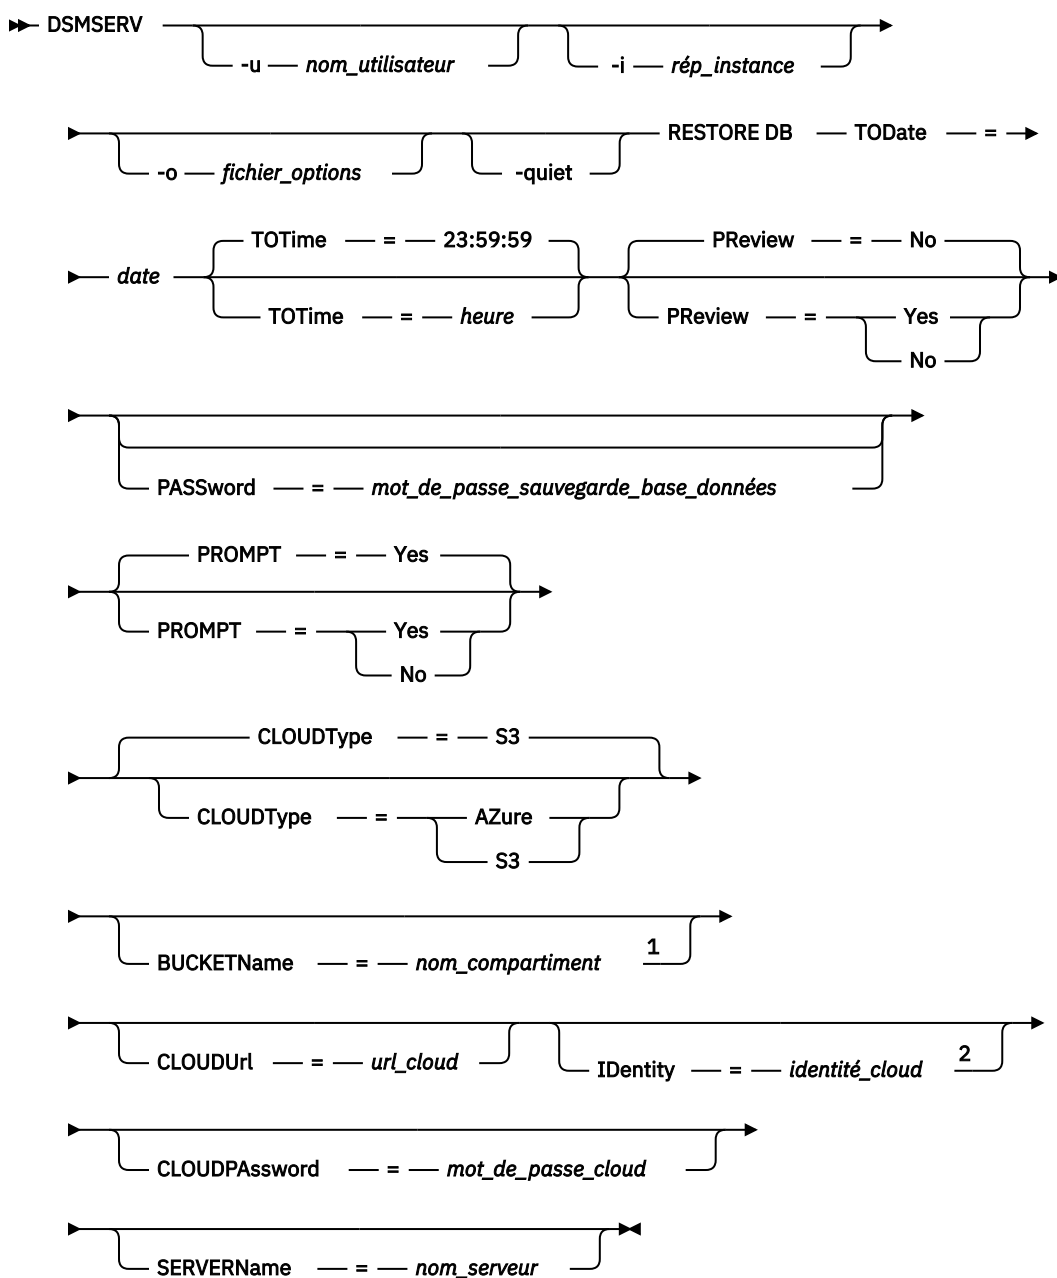 DSMSERV
-u nom_utilisateur -i rép_instance
RESTORE DB TODate =
-o fichier_options -quiet
TOTime = 23:59:59 PReview = No
date
TOTime = heure PReview = Yes
No
PASSword = mot_de_passe_sauvegarde_base_données
PROMPT = Yes
PROMPT = Yes
No
CLOUDType = S3
CLOUDType = AZure
S3
BUCKETName = nom_compartiment 1
CLOUDUrl = url_cloud IDentity = identité_cloud 2
CLOUDPAssword = mot_de_passe_cloud
SERVERName = nom_serveur